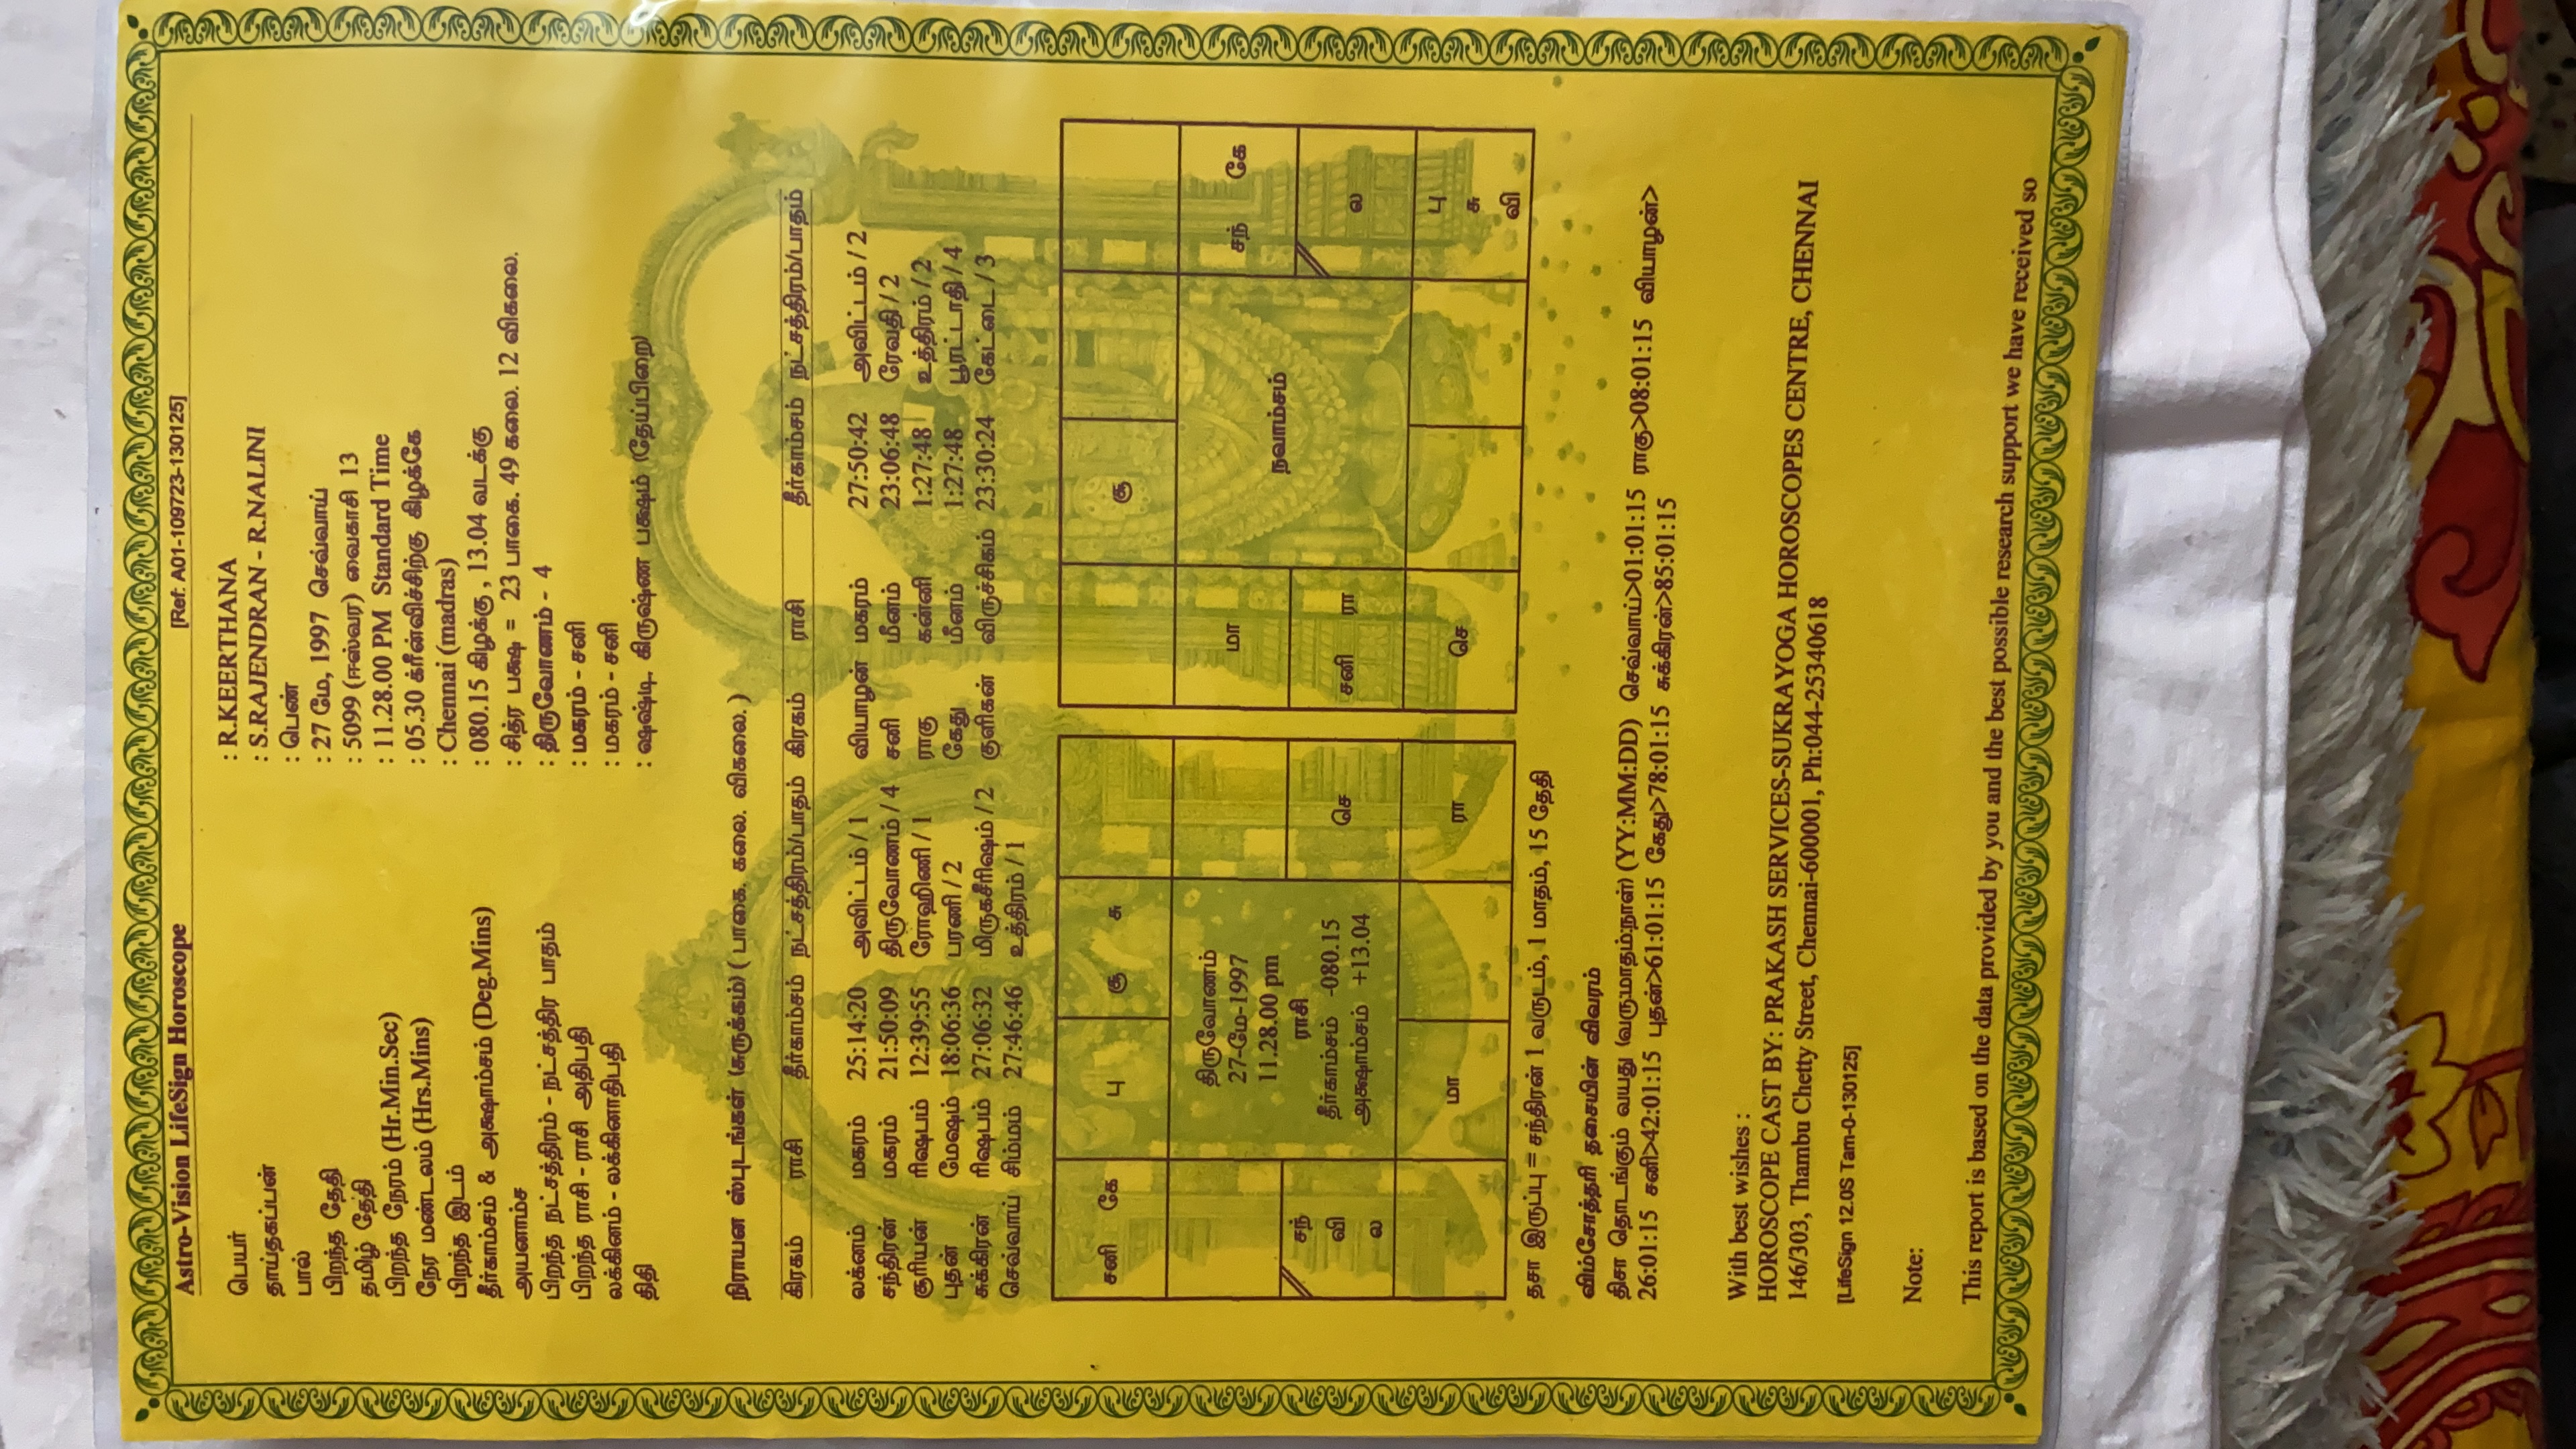 Astro-Vision LifeSign Horoscope [Ref. A01-109723-130125]
பெயர் : R.KEERTHANA
தாய்தகப்பன் : S.RAJENDRAN - R.NALINI
பால் : பெண்
பிறந்த தேதி : 27 மே, 1997 செவ்வாய்
தமிழ் தேதி : 5099 (ஈஸ்வர) வைகாசி 13
பிறந்த நேரம் (Hr.Min.Sec) : 11.28.00 PM Standard Time
நேர மண்டலம் (Hrs.Mins) : 05.30 க்ரீன்விச்சிற்கு கிழக்கே
பிறந்த இடம் : Chennai (madras)
தீர்காம்சம் & அக்ஷாம்சம் (Deg.Mins) : 080.15 கிழக்கு , 13.04 வடக்கு
அயனாம்ச : சித்ர பக்ஷ = 23 பாகை. 49 கலை. 12 விகலை.
பிறந்த நட்சத்திரம் - நட்சத்திர பாதம் : திருவோணம் - 4
பிறந்த ராசி - ராசி அதிபதி : மகரம் - சனி
லக்கினம் - லக்கினாதிபதி : மகரம் - சனி
திதி : ஷஷ்டி, கிருஷ்ண பக்ஷம் (தேய்பிறை)
நிராயன ஸ்புடங்கள் (சுருக்கம்) ( பாகை. கலை. விகலை. )
கிரகம் ராசி தீர்காம்சம் நட்சத்திரம்/பாதம் கிரகம் ராசி தீர்காம்சம் நட்சத்திரம்/பாதம்
லக்னம் மகரம் 25:14:20 அவிட்டம் / 1 வியாழன் மகரம் 27:50:42 அவிட்டம் / 2
சந்திரன் மகரம் 21:50:09 திருவோணம் / 4 சனி மீனம் 23:06:48 ரேவதி / 2
சூரியன் ரிஷபம் 12:39:55 ரோஹிணி / 1 ராகு கன்னி 1:27:48 உத்திரம் / 2
புதன் மேஷம் 18:06:36 பரணி / 2 கேது மீனம் 1:27:48 பூரட்டாதி / 4
சுக்கிரன் ரிஷபம் 27:06:32 மிருகசீரிஷம் / 2 குளிகன் விருச்சிகம் 23:30:24 கேட்டை / 3
செவ்வாய் சிம்மம் 27:46:46 உத்திரம் / 1
சனி கே பு சூ சு
கு
திருவோணம்
27-மே-1997
11.28.00 pm
ராசி
தீர்காம்சம் -080.15
அக்ஷாம்சம் +13.04
சந்
வி
ல
செ
மா ரா
மா சந் கே
நவாம்சம்
சனி ரா ல
செ பு
சு
வி
தசா இருப்பு = சந்திரன் 1 வருடம், 1 மாதம், 15 தேதி
விம்சோத்தரி தசையின் விவரம்
திசா தொடங்கும் வயது (வரு:மாதம்:நாள்) (YY:MM:DD) செவ்வாய்>01:01:15 ராகு>08:01:15 வியாழன்>
26:01:15 சனி>42:01:15 புதன்>61:01:15 கேது>78:01:15 சுக்கிரன்>85:01:15
With best wishes :
HOROSCOPE CAST BY: PRAKASH SERVICES-SUKRAYOGA HOROSCOPES CENTRE, CHENNAI
146/303, Thambu Chetty Street, Chennai-600001, Ph:044-25340618
[LifeSign 12.0S Tam-0-130125]
Note:
This report is based on the data provided by you and the best possible research support we have received so